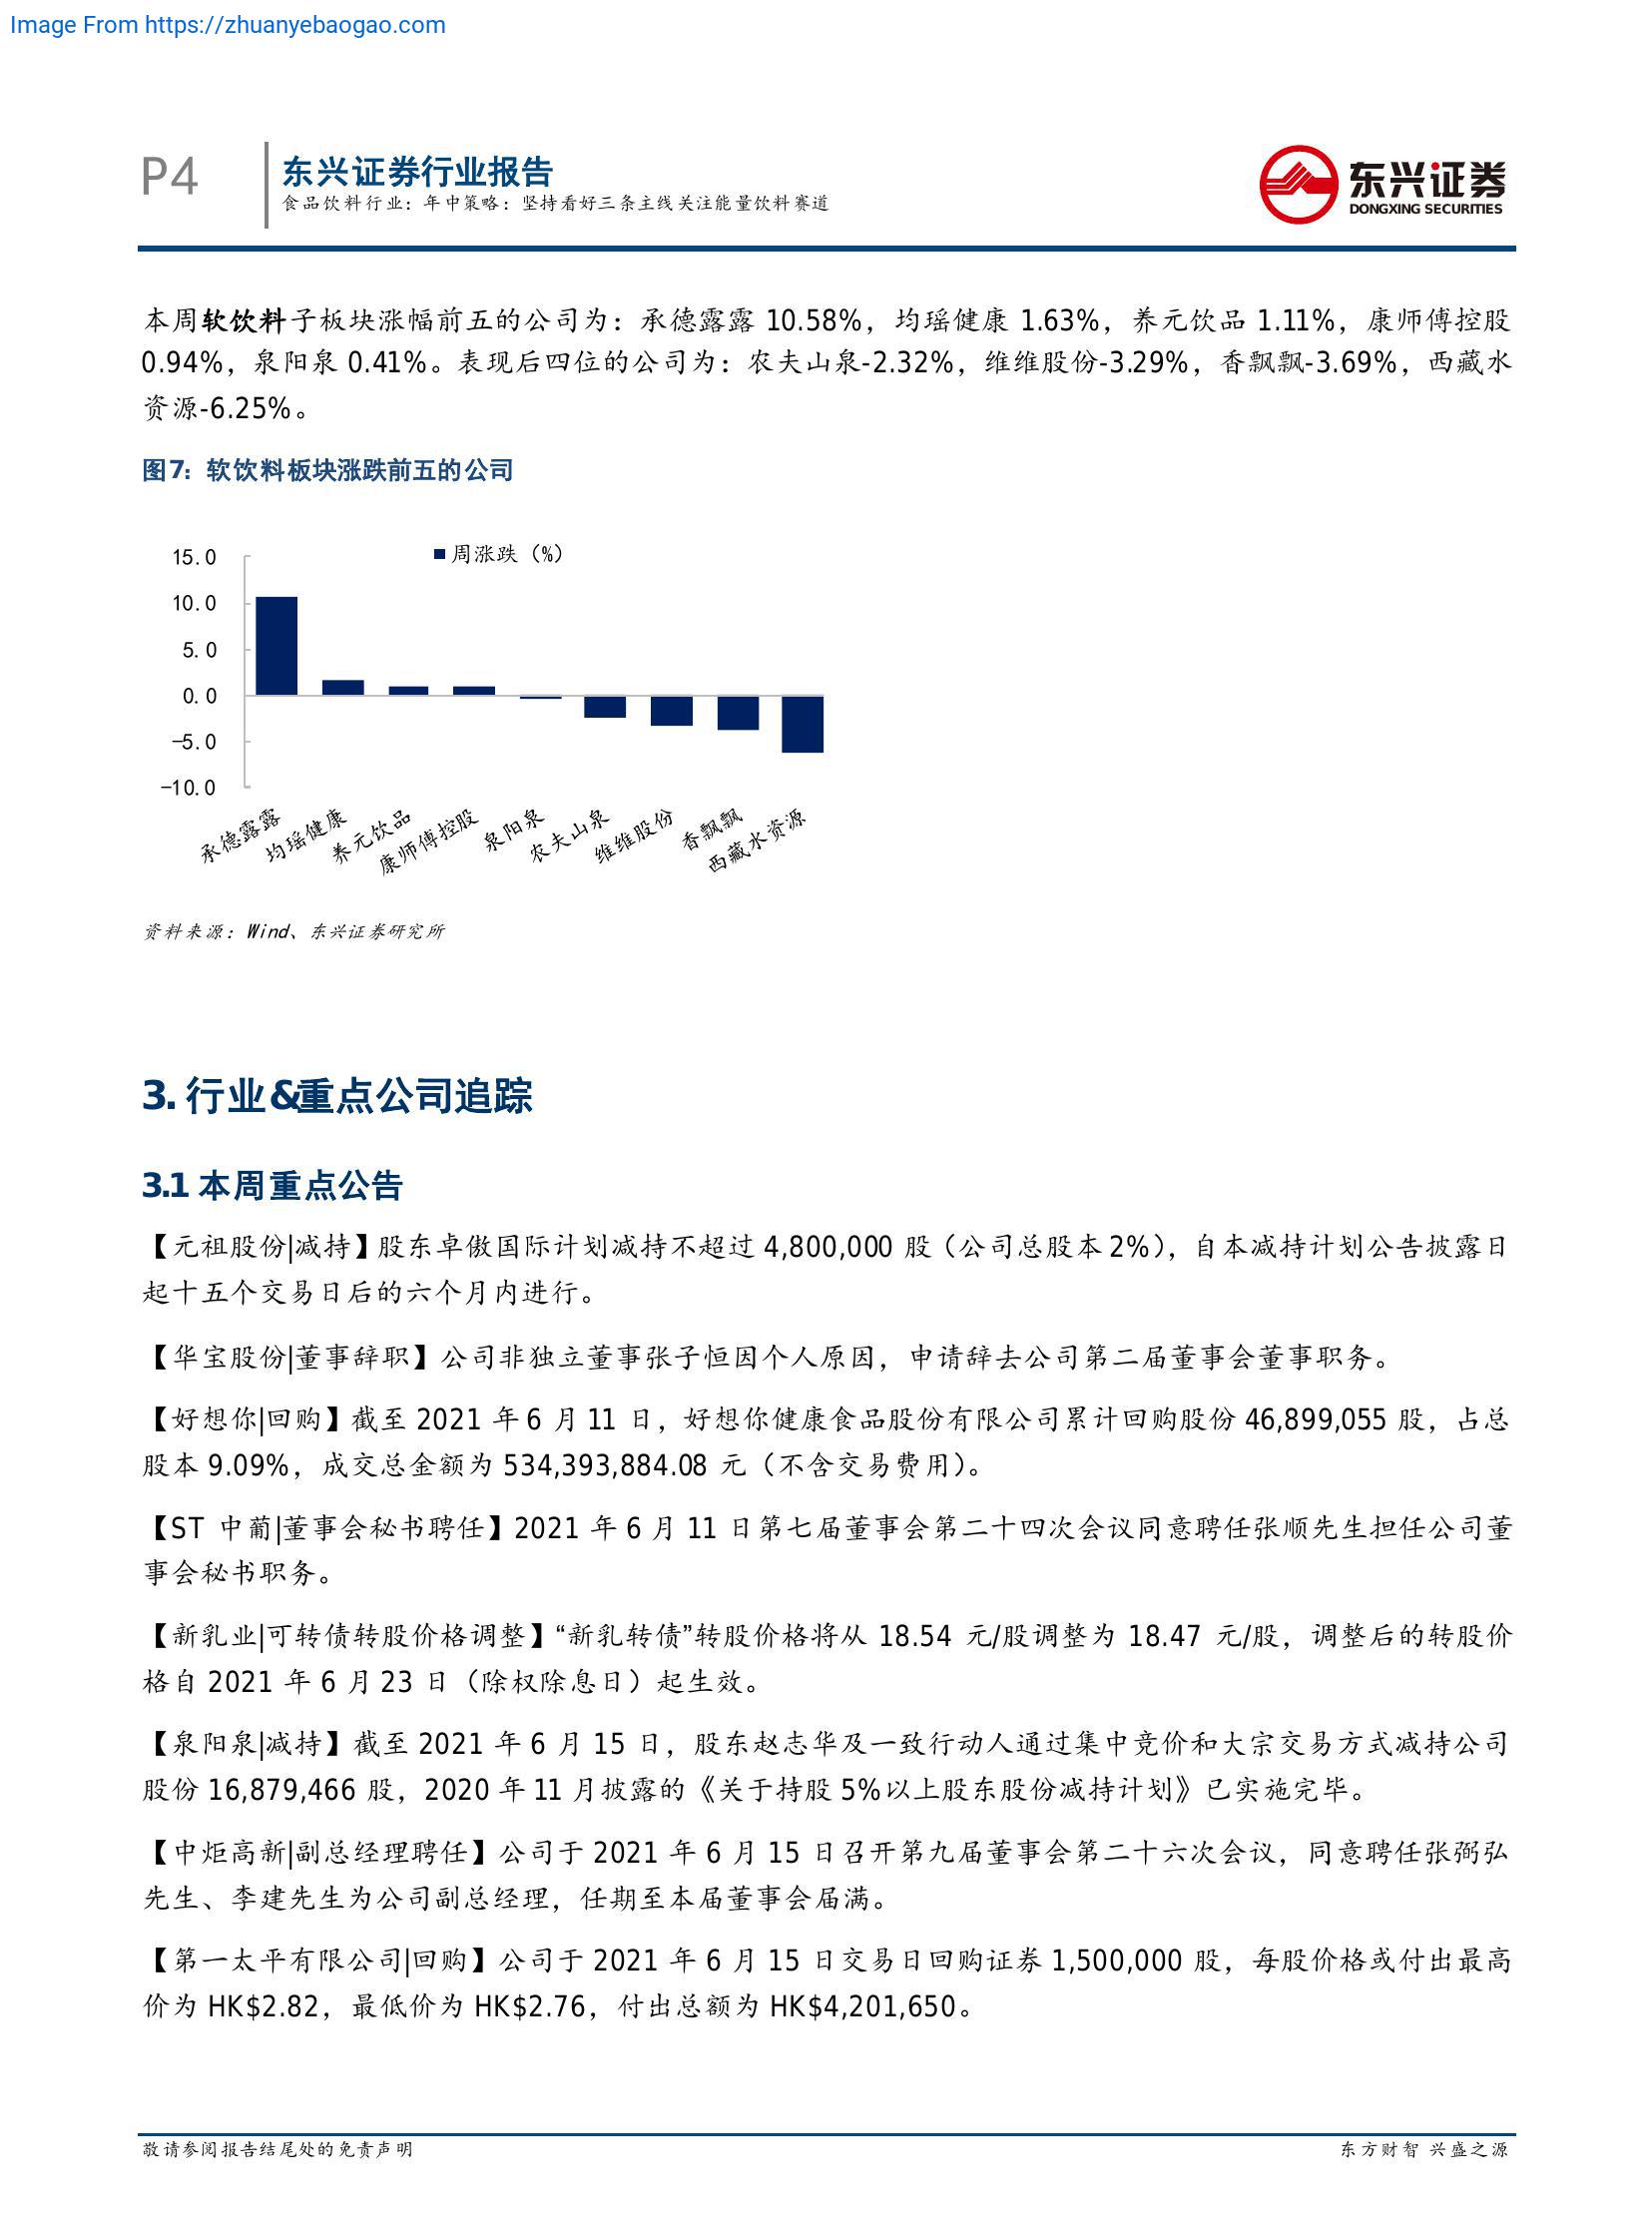 Image From https://zhuanyebaogao.com
P4
东兴证券行业报告
食品饮料行业：年中策略：坚持看好三条主线关注能量饮料赛道
东兴证券
DONGXING SECURITIES
本周软饮料子板块涨幅前五的公司为：承德露露 10.58%，均瑶健康 1.63%，养元饮品 1.11%，康师傅控股
0.94%，泉阳泉 0.41%。表现后四位的公司为：农夫山泉-2.32%，维维股份-3.29%，香飘飘-3.69%，西藏水
资源-6.25%。
图7：软饮料板块涨跌前五的公司
周涨跌（%）
15.0
10.0
5.0
0.0
-5.0
-10.0
承德露露
均瑶健康
养元饮品
康师傅控股
泉阳泉
农夫山泉
维维股份
香飘飘
西藏水资源
资料来源：Wind、东兴证券研究所
3. 行业&重点公司追踪
3.1 本周重点公告
【元祖股份|减持】股东卓傲国际计划减持不超过 4,800,000 股（公司总股本 2%），自本减持计划公告披露日
起十五个交易日后的六个月内进行。
【华宝股份|董事辞职】公司非独立董事张子恒因个人原因，申请辞去公司第二届董事会董事职务。
【好想你|回购】截至 2021 年 6 月 11 日，好想你健康食品股份有限公司累计回购股份 46,899,055 股，占总
股本 9.09%，成交总金额为 534,393,884.08 元（不含交易费用）。
【ST 中葡|董事会秘书聘任】2021 年 6 月 11 日第七届董事会第二十四次会议同意聘任张顺先生担任公司董
事会秘书职务。
【新乳业|可转债转股价格调整】“新乳转债”转股价格将从 18.54 元/股调整为 18.47 元/股，调整后的转股价
格自 2021 年 6 月 23 日（除权除息日）起生效。
【泉阳泉|减持】截至 2021 年 6 月 15 日，股东赵志华及一致行动人通过集中竞价和大宗交易方式减持公司
股份 16,879,466 股，2020 年 11 月披露的《关于持股 5%以上股东股份减持计划》已实施完毕。
【中炬高新|副总经理聘任】公司于 2021 年 6 月 15 日召开第九届董事会第二十六次会议，同意聘任张弼弘
先生、李建先生为公司副总经理，任期至本届董事会届满。
【第一太平有限公司|回购】公司于 2021 年 6 月 15 日交易日回购证券 1,500,000 股，每股价格或付出最高
价为 HK$2.82，最低价为 HK$2.76，付出总额为 HK$4,201,650。
敬请参阅报告结尾处的免责声明
东方财智 兴盛之源